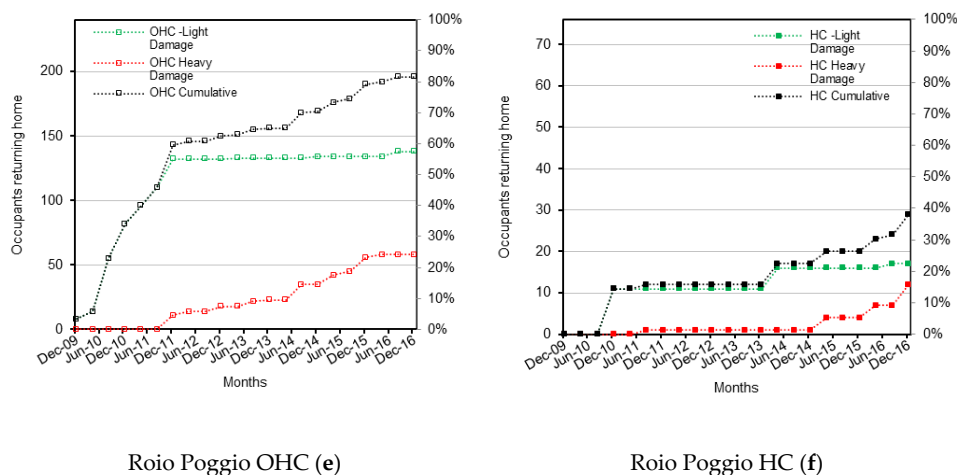 OHC -Light
Damage
OHC Heavy
Damage
OHC Cumulative
Occupants returning home
200
150
100
50
0
100%
90%
80%
70%
60%
50%
40%
30%
20%
10%
0%
Dec-09
Jun-10
Dec-10
Jun-11
Dec-11
Jun-12
Dec-12
Jun-13
Dec-13
Jun-14
Dec-14
Jun-15
Dec-15
Jun-16
Dec-16
Months
Roio Poggio OHC (e)
HC -Light
Damage
HC Heavy
Damage
HC Cumulative
Occupants returning home
70
60
50
40
30
20
10
0
100%
90%
80%
70%
60%
50%
40%
30%
20%
10%
0%
Dec-09
Jun-10
Dec-10
Jun-11
Dec-11
Jun-12
Dec-12
Jun-13
Dec-13
Jun-14
Dec-14
Jun-15
Dec-15
Jun-16
Dec-16
Months
Roio Poggio HC (f)